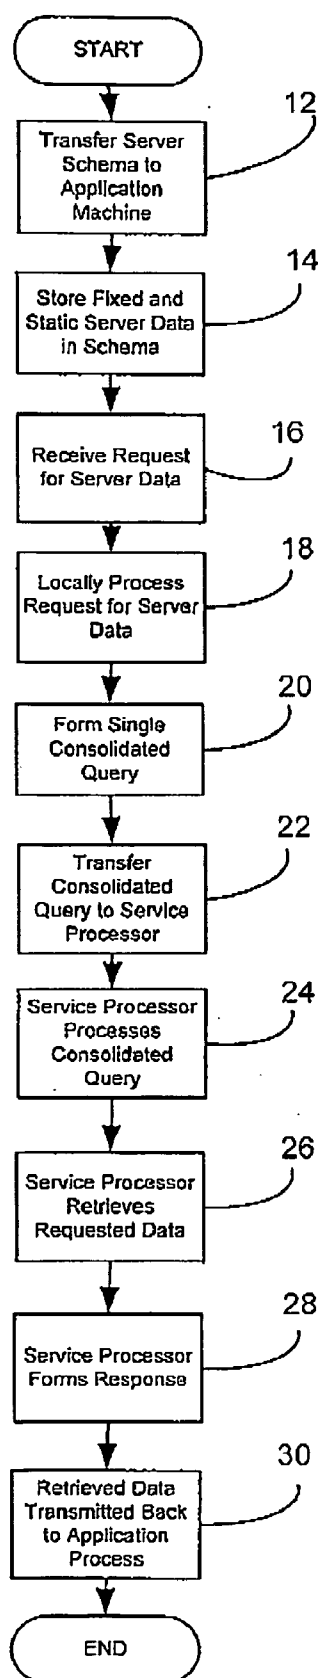 START
12
Transfer Server
Schema to
Application
Machine
14
Store Fixed and
Static Server Data
in Schema
16
Receive Request
for Server Data
18
Locally Process
Request for Server
Data
20
Form Single
Consolidated
Query
22
Transfer
Consolidated
Query to Service
Processor
24
Service Processor
Processes
Consolidated
Query
26
Service Processor
Retrieves
Requested Data
28
Service Processor
Forms Response
30
Retrieved Data
Transmitted Back
to Application
Process
END